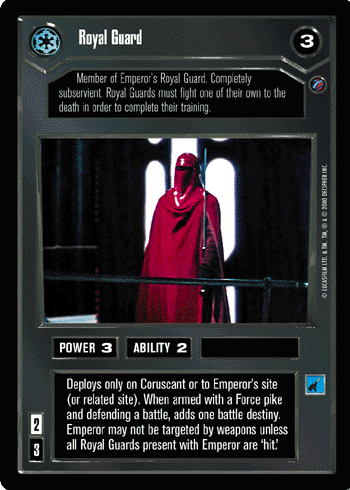 Royal Guard
3
Member of Emperor's Royal Guard. Completely
subservient. Royal Guards must fight one of their own to the
death in order to complete their training.
© LUCASFILM LTD. & TM. TM, ® & © 2000 DECIPHER INC.
POWER 3
ABILITY 2
Deploys only on Coruscant or to Emperor's site
(or related site). When armed with a Force pike
and defending a battle, adds one battle destiny.
Emperor may not be targeted by weapons unless
all Royal Guards present with Emperor are 'hit.'
2
3